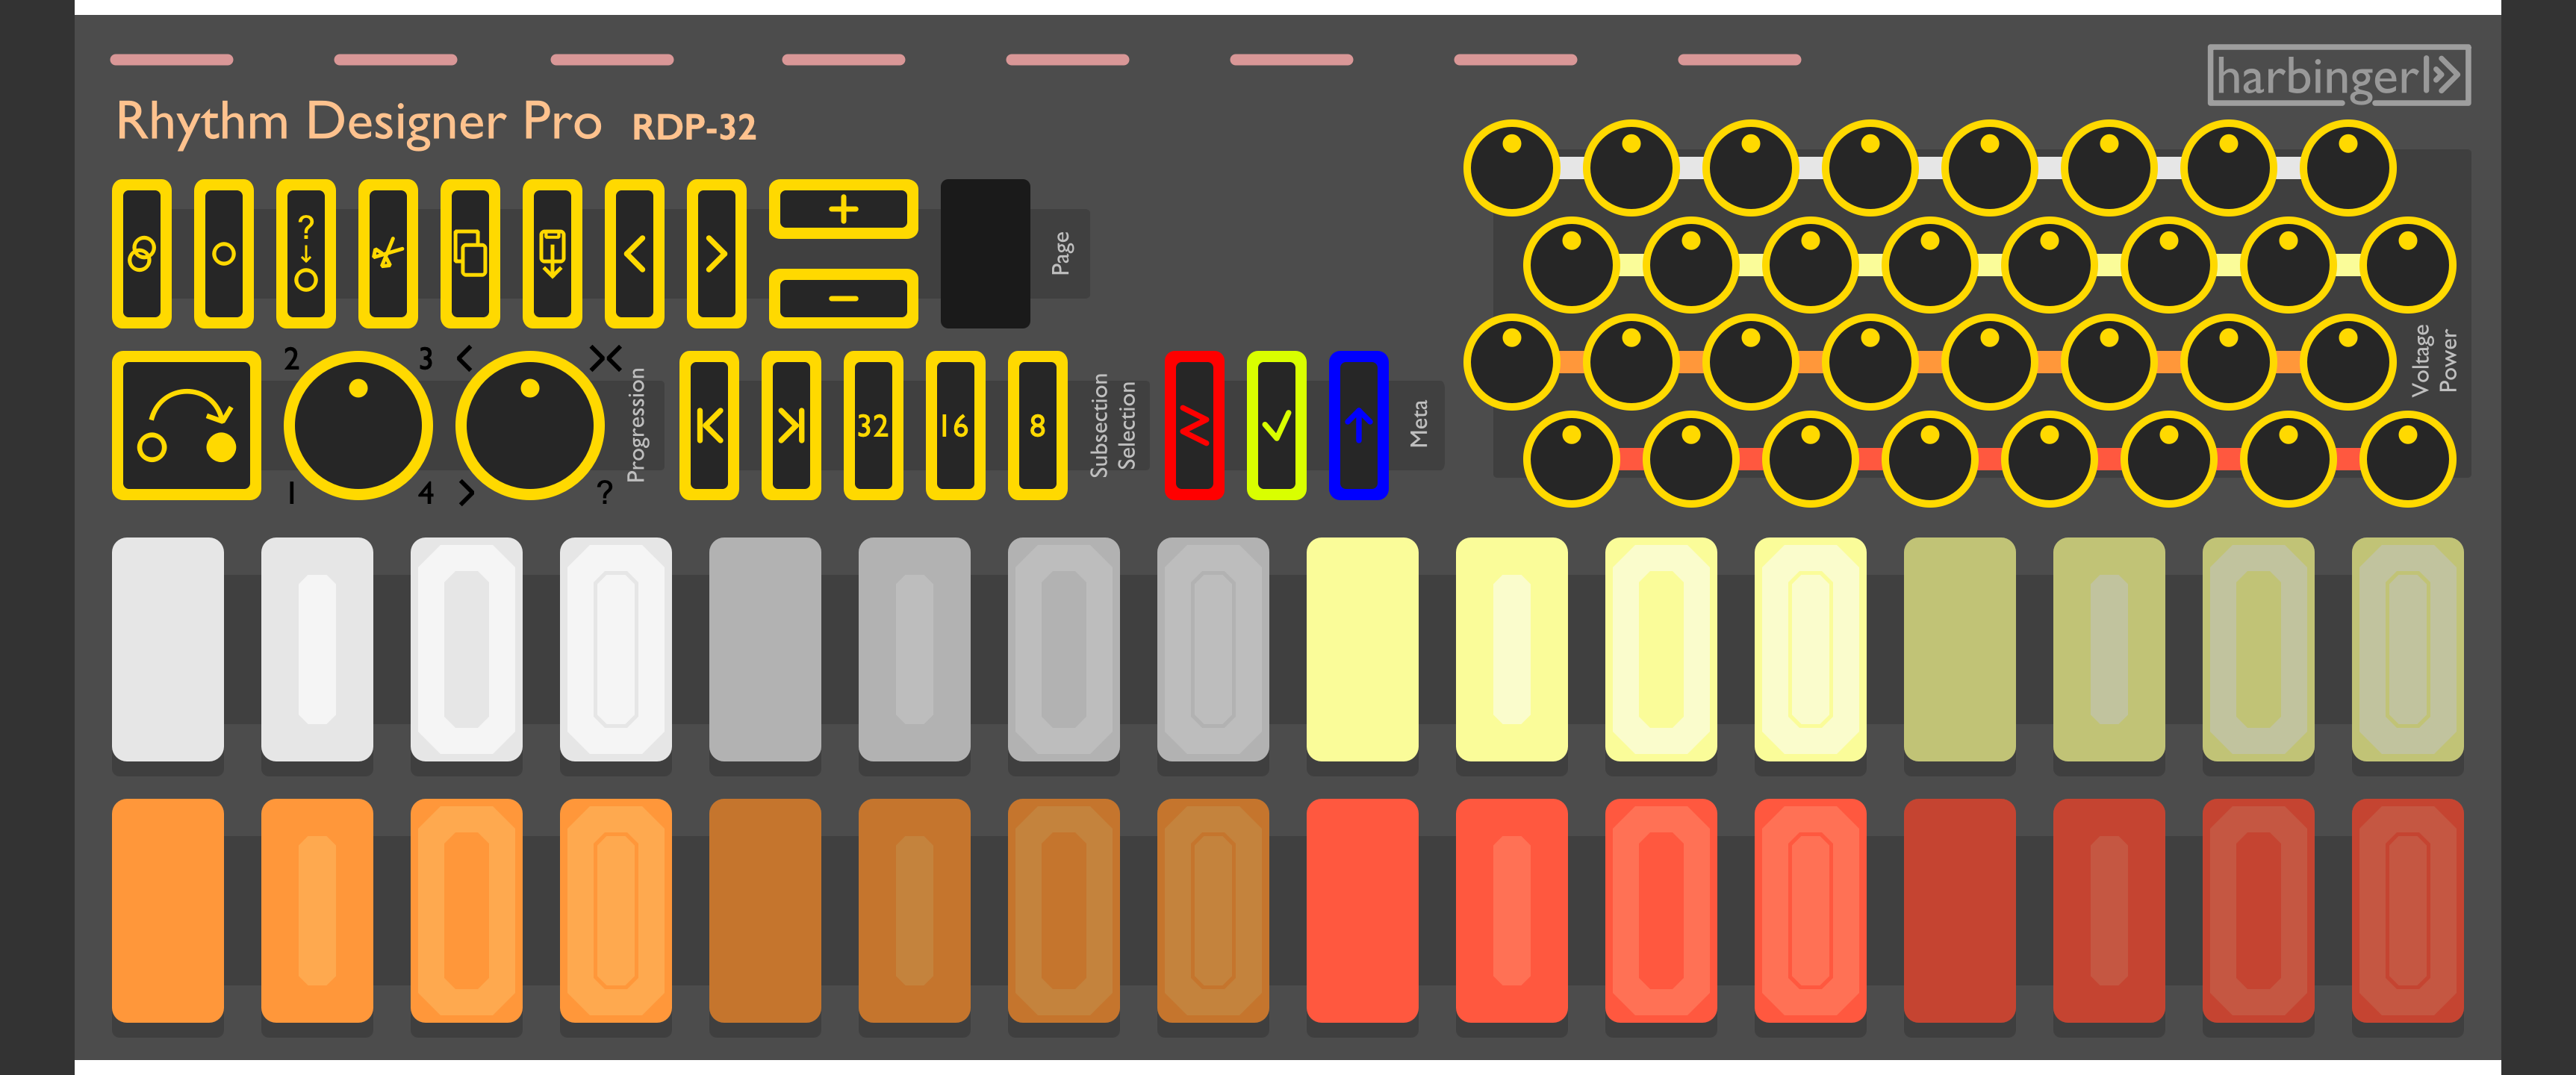 harbinger
Rhythm Designer Pro RDP-32
?
+
−
Page
2 3 < ><
1 4 > ?
Progression
32 16 8
Subsection
Selection
Meta
Voltage
Power